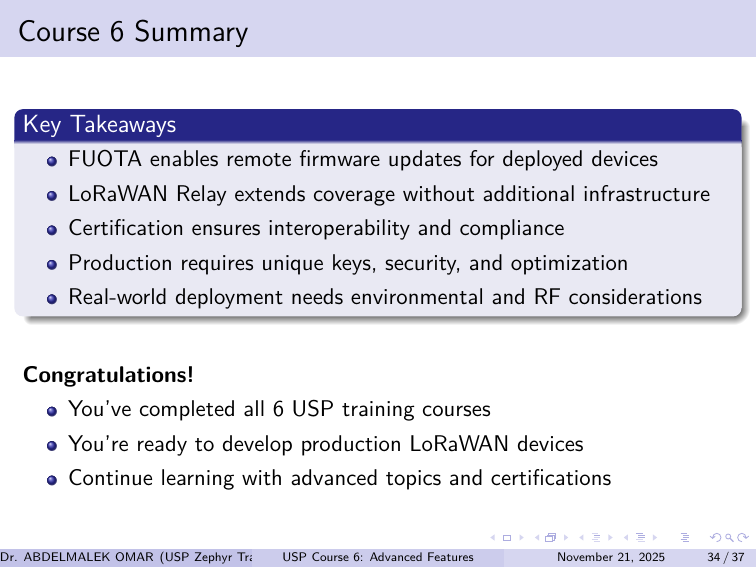 Course 6 Summary
Key Takeaways
FUOTA enables remote firmware updates for deployed devices
LoRaWAN Relay extends coverage without additional infrastructure
Certification ensures interoperability and compliance
Production requires unique keys, security, and optimization
Real-world deployment needs environmental and RF considerations
Congratulations!
You've completed all 6 USP training courses
You're ready to develop production LoRaWAN devices
Continue learning with advanced topics and certifications
Dr. ABDELMALEK OMAR (USP Zephyr Tra
USP Course 6: Advanced Features
November 21, 2025
34 / 37